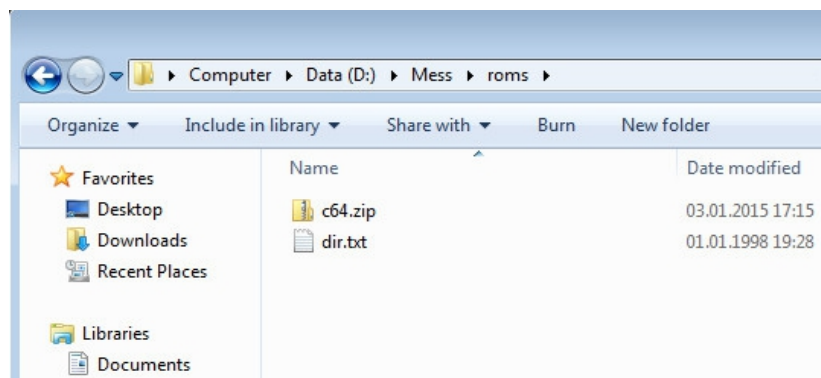 Computer Data (D:) Mess roms
Organize Include in library Share with Burn New folder
Favorites
Desktop
Downloads
Recent Places
Libraries
Documents
Name Date modified
c64.zip 03.01.2015 17:15
dir.txt 01.01.1998 19:28